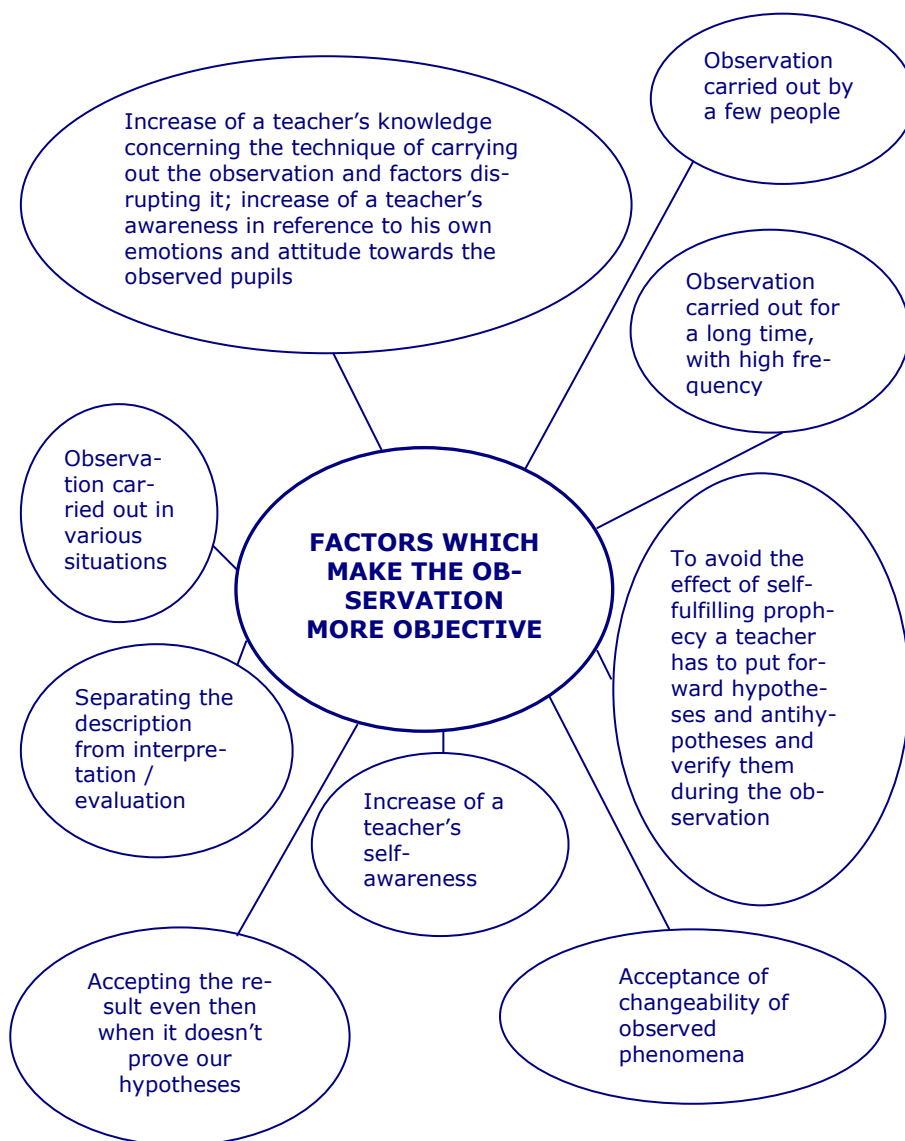 Observation
carried out by
a few people
Increase of a teacher’s knowledge
concerning the technique of carrying
out the observation and factors dis-
rupting it; increase of a teacher’s
awareness in reference to his own
emotions and attitude towards the
observed pupils
Observation
carried out for
a long time,
with high fre-
quency
Observa-
tion car-
ried out in
various
situations
FACTORS WHICH
MAKE THE OB-
SERVATION
MORE OBJECTIVE
To avoid the
effect of self-
fulfilling proph-
ecy a teacher
has to put for-
ward hypothe-
ses and antihy-
potheses and
verify them
during the ob-
servation
Separating the
description
from interpre-
tation /
evaluation
Increase of a
teacher’s
self-
awareness
Accepting the re-
sult even then
when it doesn’t
prove our
hypotheses
Acceptance of
changeability of
observed
phenomena